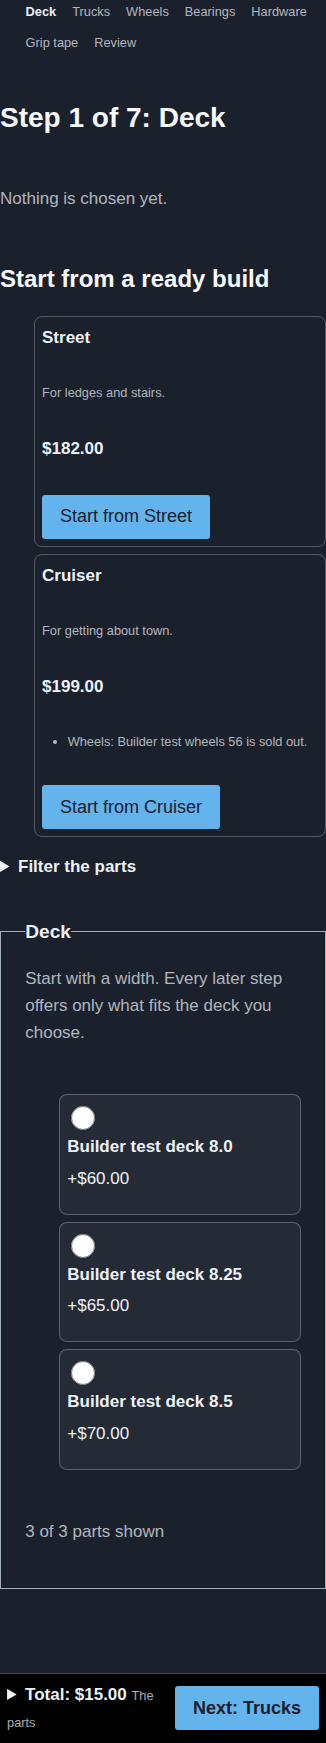 Deck Trucks Wheels Bearings Hardware
Grip tape Review
Step 1 of 7: Deck
Nothing is chosen yet.
Start from a ready build
Street
For ledges and stairs.
$182.00
Start from Street
Cruiser
For getting about town.
$199.00
• Wheels: Builder test wheels 56 is sold out.
Start from Cruiser
Filter the parts
Deck
Start with a width. Every later step
offers only what fits the deck you
choose.
Builder test deck 8.0
+$60.00
Builder test deck 8.25
+$65.00
Builder test deck 8.5
+$70.00
3 of 3 parts shown
Total: $15.00 The
parts
Next: Trucks